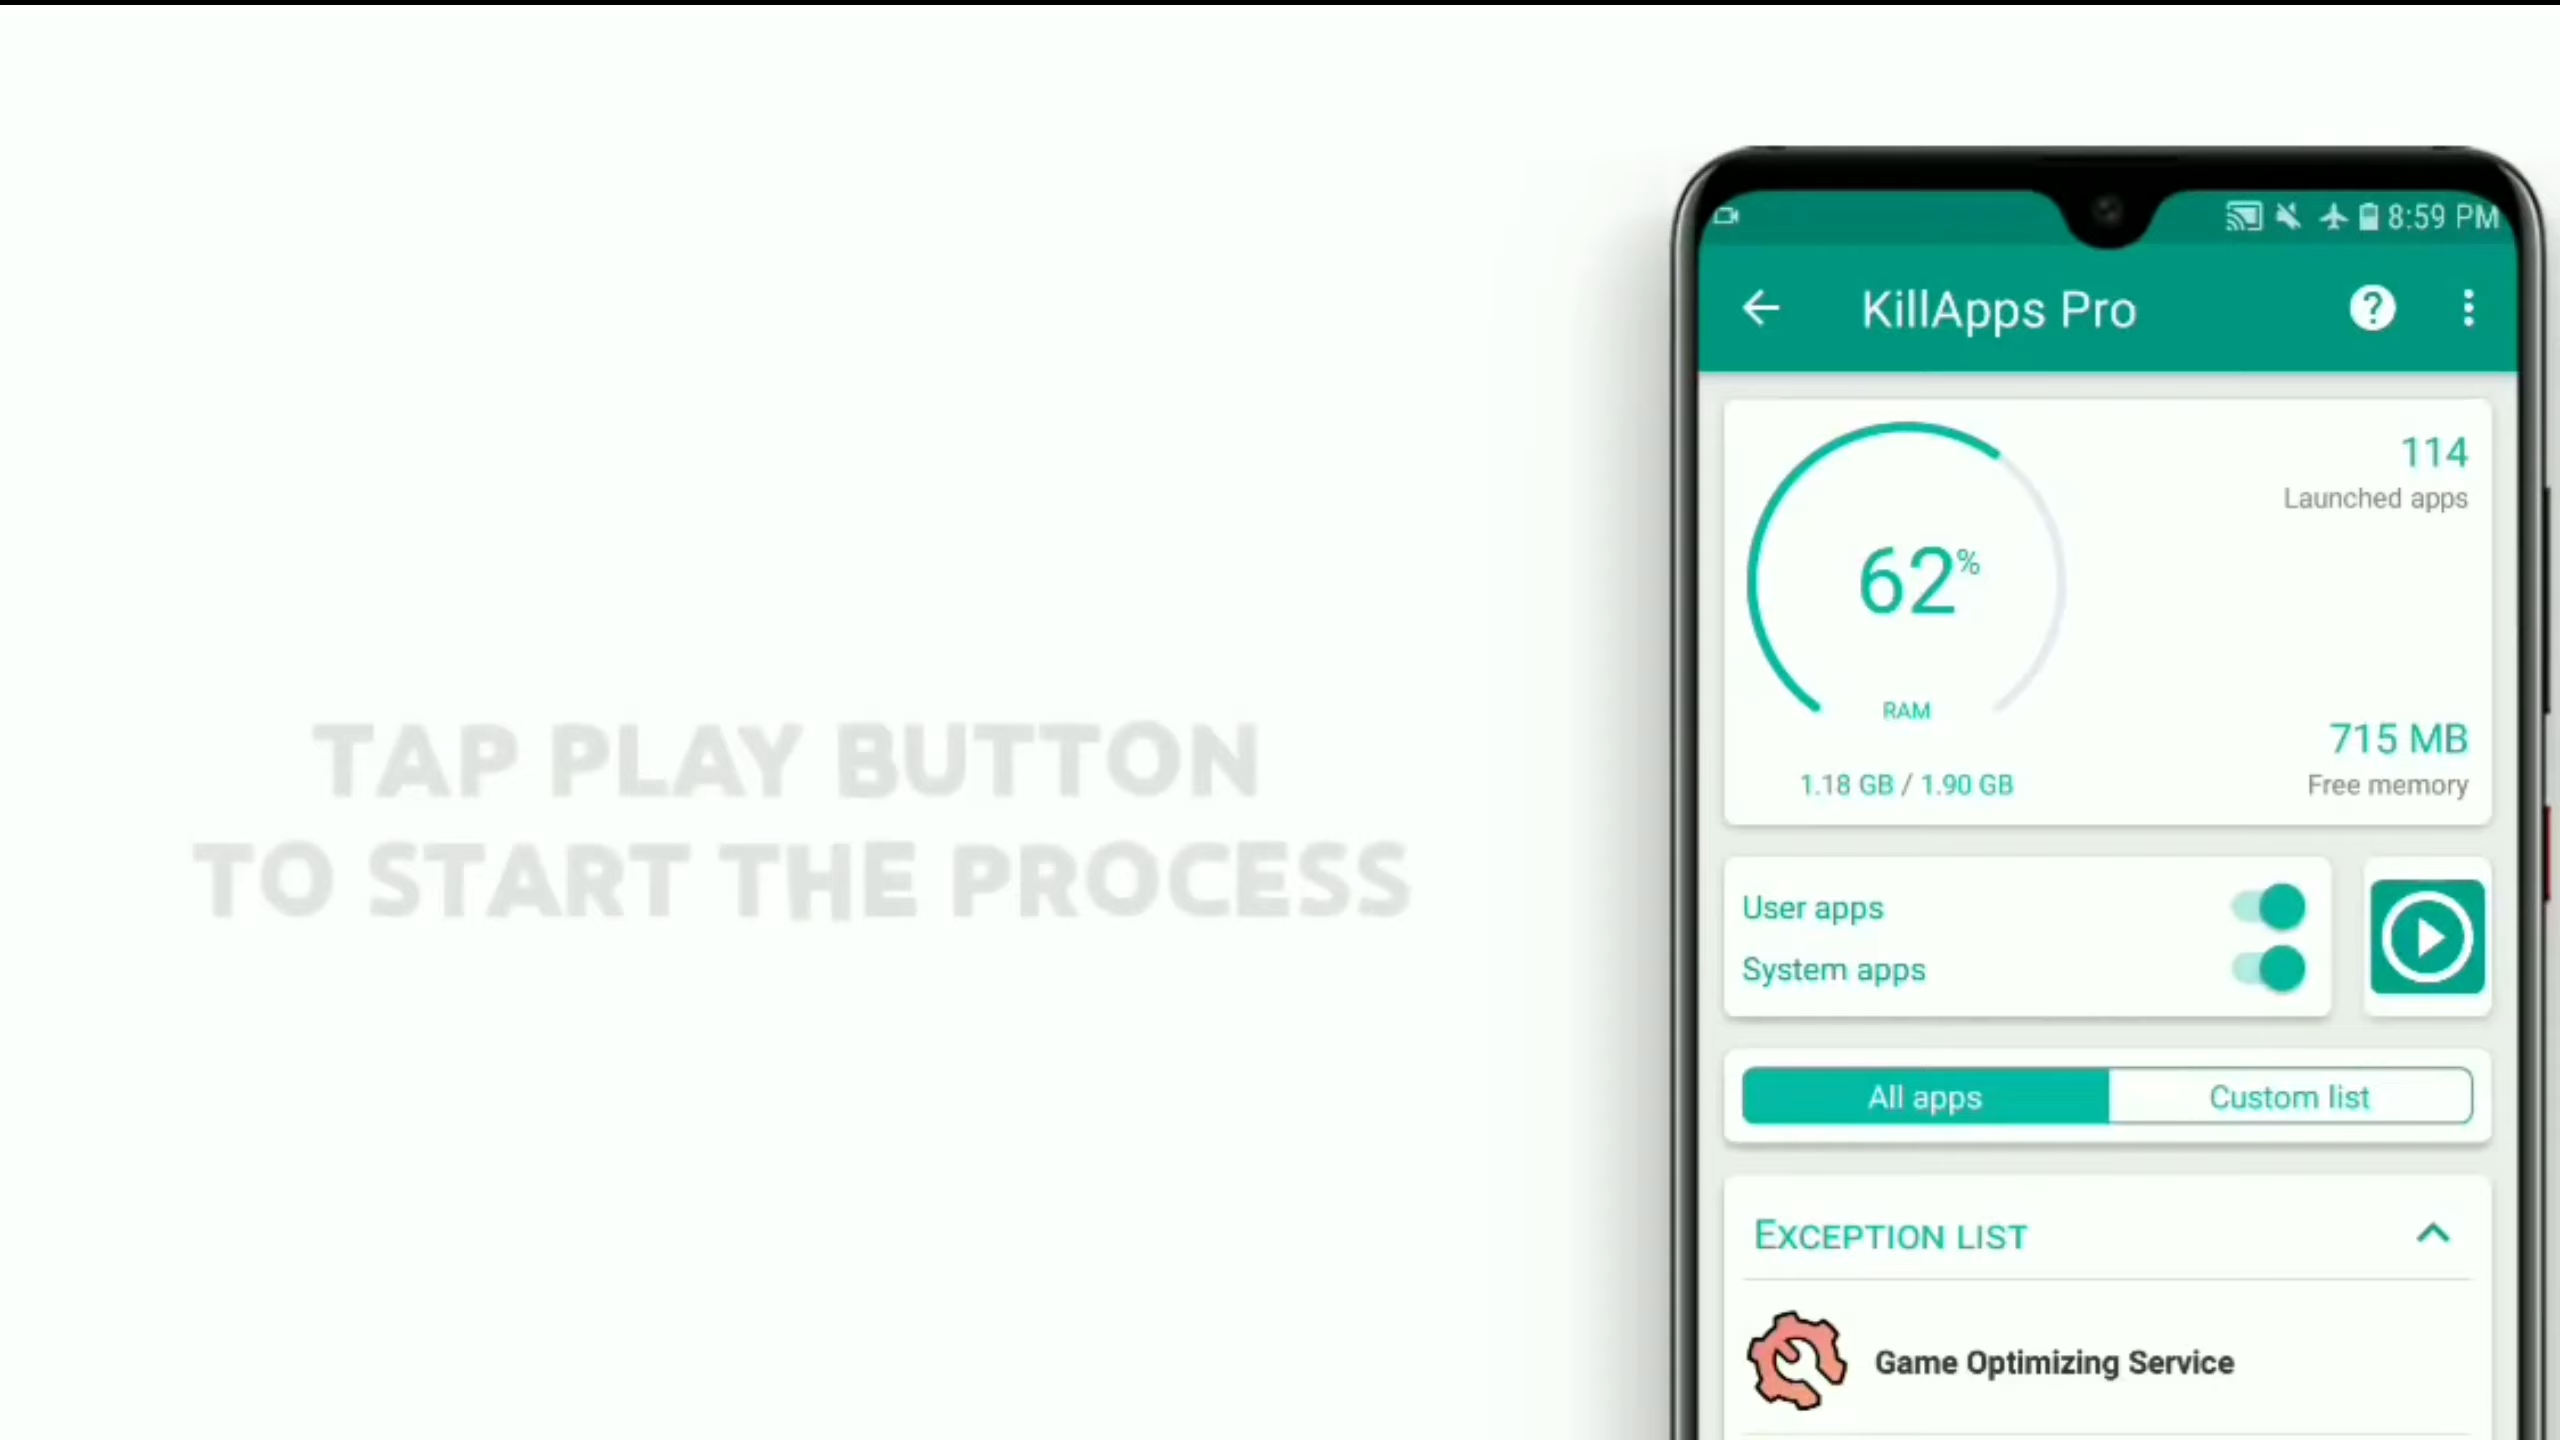 TAP PLAY BUTTON
TO START THE PROCESS
8:59 PM
KillApps Pro
114
Launched apps
62%
RAM
1.18 GB / 1.90 GB
715 MB
Free memory
User apps
System apps
All apps
Custom list
EXCEPTION LIST
Game Optimizing Service